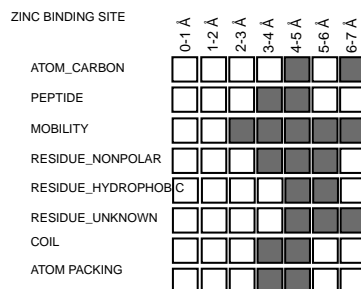 ZINC BINDING SITE
0-1 Å
1-2 Å
2-3 Å
3-4 Å
4-5 Å
5-6 Å
6-7 Å
ATOM_CARBON
PEPTIDE
MOBILITY
RESIDUE_NONPOLAR
RESIDUE_HYDROPHOBIC
RESIDUE_UNKNOWN
COIL
ATOM PACKING